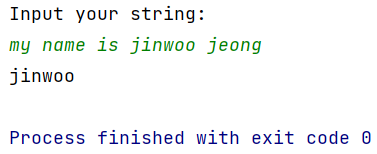 Input your string:
my name is jinwoo jeong
jinwoo
Process finished with exit code 0